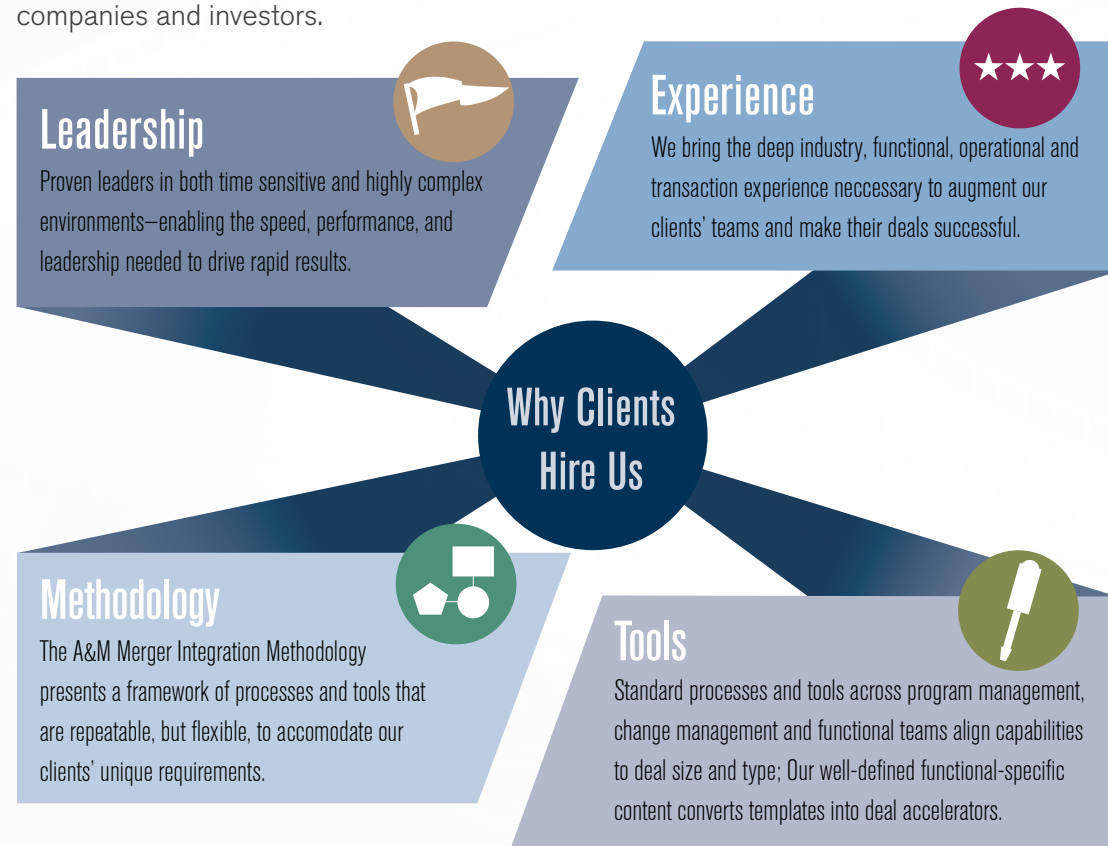 companies and investors.
Leadership
Proven leaders in both time sensitive and highly complex
environments—enabling the speed, performance, and
leadership needed to drive rapid results.
Experience
We bring the deep industry, functional, operational and
transaction experience neccessary to augment our
clients' teams and make their deals successful.
Why Clients
Hire Us
Methodology
The A&M Merger Integration Methodology
presents a framework of processes and tools that
are repeatable, but flexible, to accomodate our
clients' unique requirements.
Tools
Standard processes and tools across program management,
change management and functional teams align capabilities
to deal size and type; Our well-defined functional-specific
content converts templates into deal accelerators.